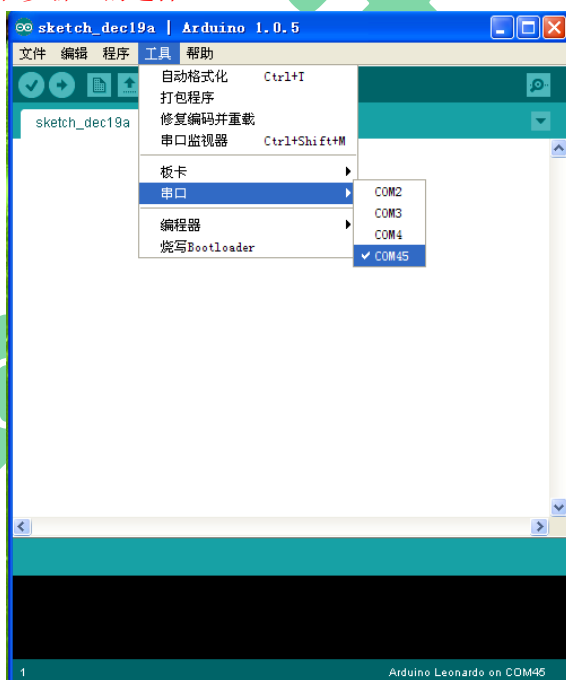 sketch_dec19a | Arduino 1.0.5
文件 编辑 程序 工具 帮助
自动格式化 Ctrl+T
打包程序
修复编码并重载
串口监视器 Ctrl+Shift+M
sketch_dec19a
板卡
串口
COM2
COM3
COM4
COM45
编程器
烧写Bootloader
1
Arduino Leonardo on COM45